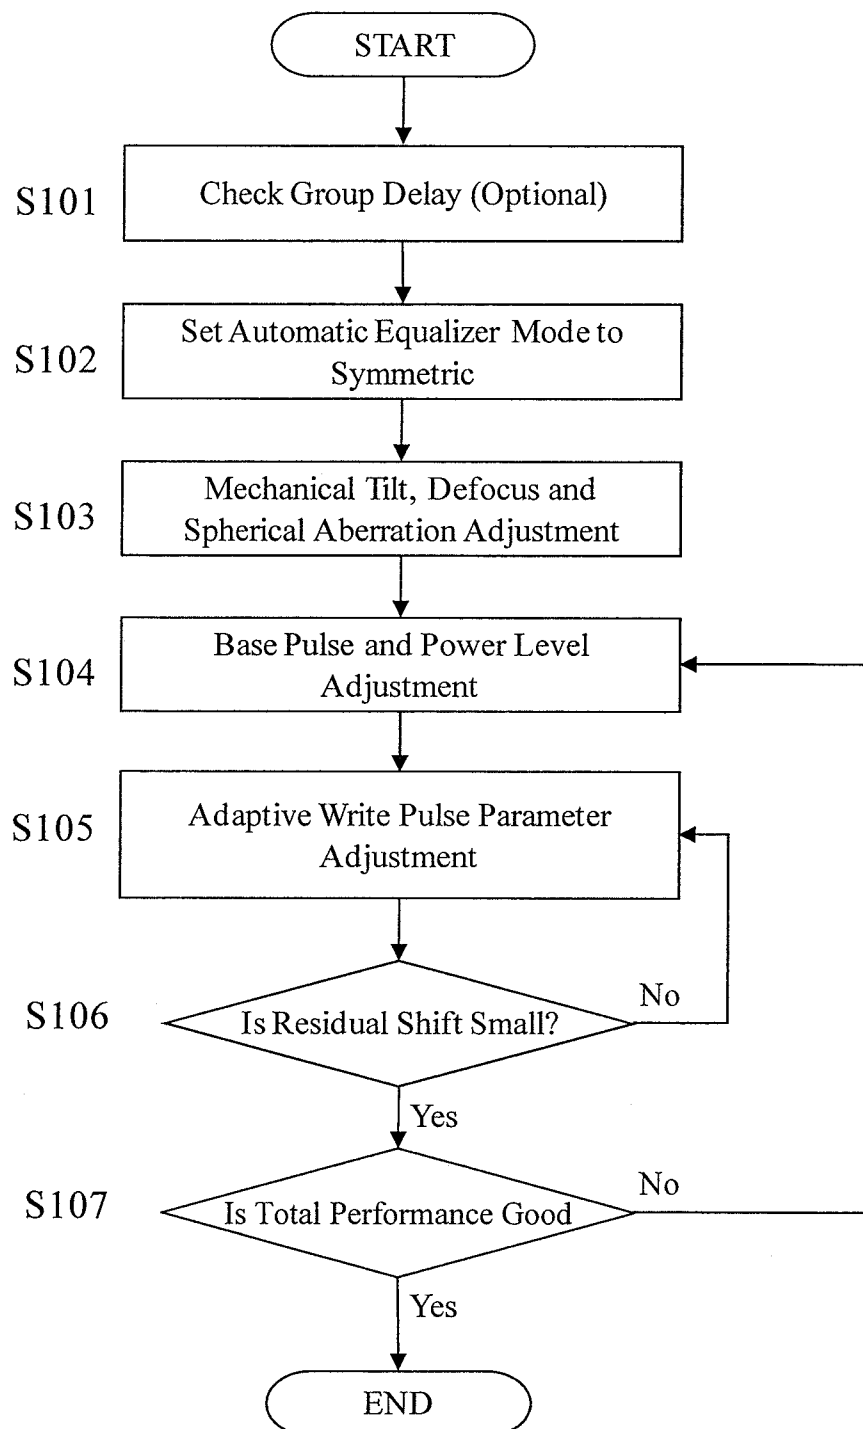 START
S101
Check Group Delay (Optional)
S102
Set Automatic Equalizer Mode to
Symmetric
S103
Mechanical Tilt, Defocus and
Spherical Aberration Adjustment
S104
Base Pulse and Power Level
Adjustment
S105
Adaptive Write Pulse Parameter
Adjustment
S106
Is Residual Shift Small?
No
Yes
S107
Is Total Performance Good
No
Yes
END